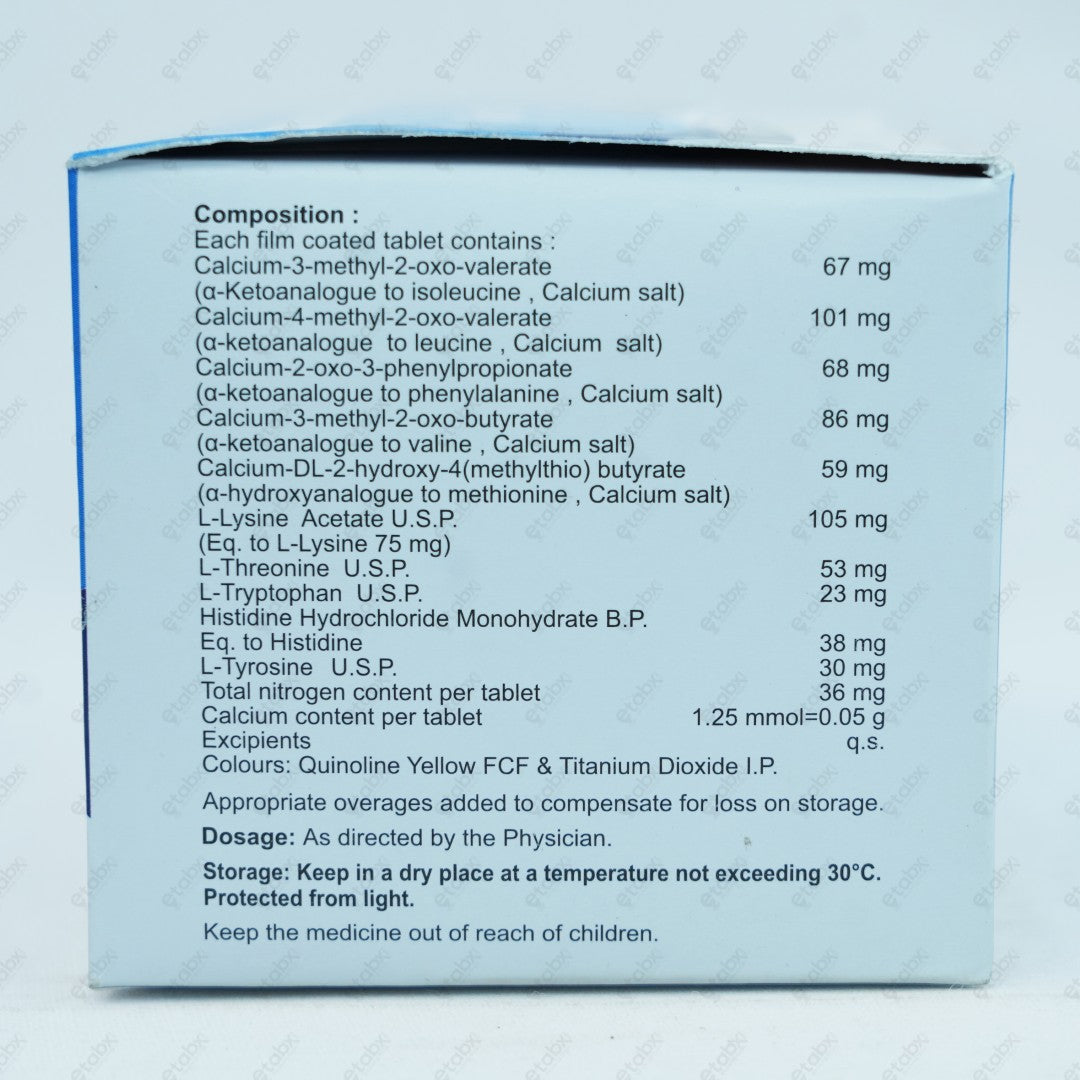 Composition :
Each film coated tablet contains :
Calcium-3-methyl-2-oxo-valerate 67 mg
(α-Ketoanalogue to isoleucine , Calcium salt)
Calcium-4-methyl-2-oxo-valerate 101 mg
(α-ketoanalogue to leucine , Calcium salt)
Calcium-2-oxo-3-phenylpropionate 68 mg
(α-ketoanalogue to phenylalanine , Calcium salt)
Calcium-3-methyl-2-oxo-butyrate 86 mg
(α-ketoanalogue to valine , Calcium salt)
Calcium-DL-2-hydroxy-4(methylthio) butyrate 59 mg
(α-hydroxyanalogue to methionine , Calcium salt)
L-Lysine Acetate U.S.P. 105 mg
(Eq. to L-Lysine 75 mg)
L-Threonine U.S.P. 53 mg
L-Tryptophan U.S.P. 23 mg
Histidine Hydrochloride Monohydrate B.P.
Eq. to Histidine 38 mg
L-Tyrosine U.S.P. 30 mg
Total nitrogen content per tablet 36 mg
Calcium content per tablet 1.25 mmol=0.05 g
Excipients q.s.
Colours: Quinoline Yellow FCF & Titanium Dioxide I.P.
Appropriate overages added to compensate for loss on storage.
Dosage: As directed by the Physician.
Storage: Keep in a dry place at a temperature not exceeding 30°C.
Protected from light.
Keep the medicine out of reach of children.
etabx